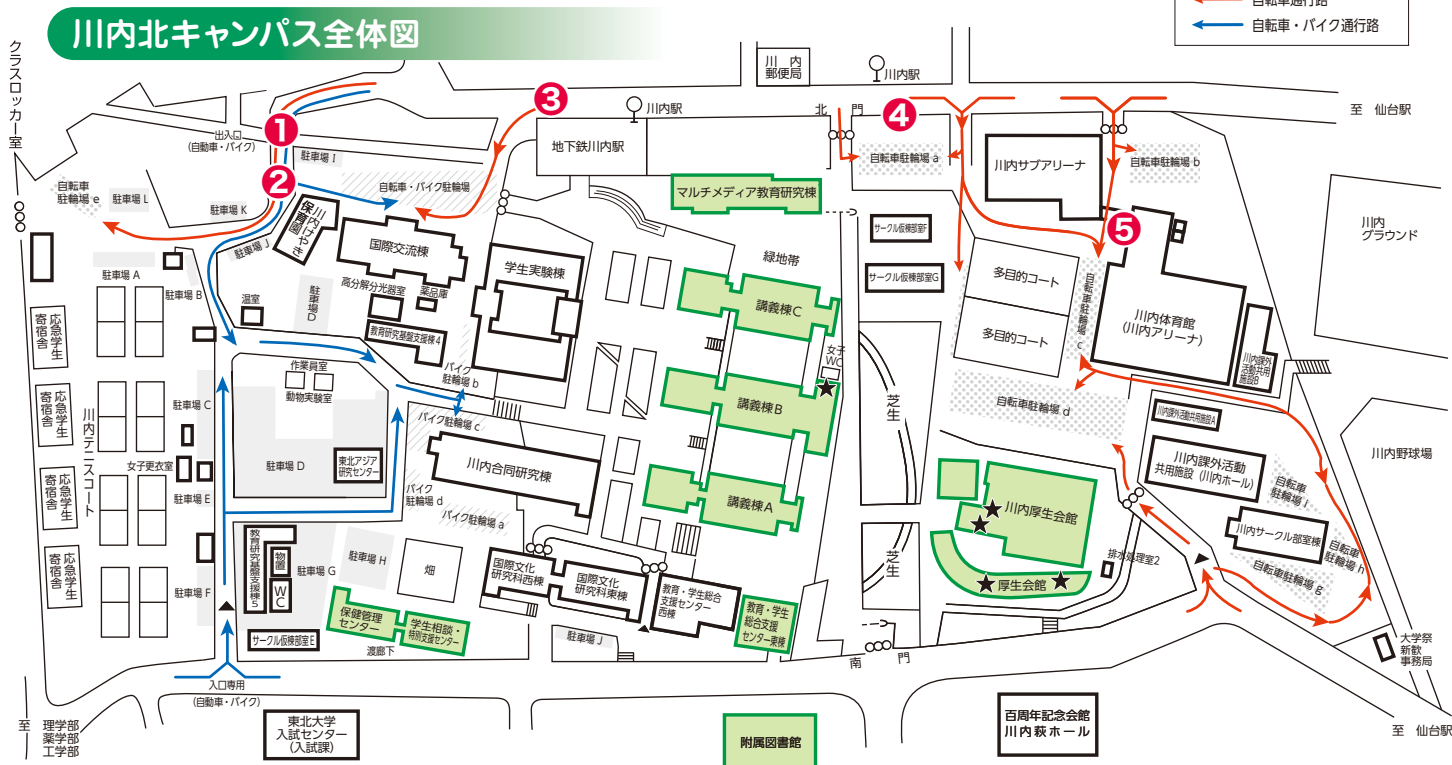 自転車通行路
自転車・バイク通行路
川内北キャンパス全体図
クラスロッカー室
川内
郵便局
川内駅
川内駅
北門
至 仙台駅
❶
❷
❸
❹
❺
出入口
(自動車・バイク)
駐車場 I
自転車・バイク駐輪場
地下鉄川内駅
自転車駐輪場 a
川内サブアリーナ
自転車駐輪場 b
自転車
駐輪場 e
駐車場 L
駐車場 K
川内けやき
保育園
駐車場 J
国際交流棟
学生実験棟
マルチメディア教育研究棟
サークル仮棟部室F
サークル仮棟部室G
川内
グラウンド
緑地帯
駐車場 A
駐車場 B
温室
駐車場D
高分解分光器室
薬品庫
教育研究基盤支援棟4
講義棟C
多目的コート
多目的コート
自転車駐輪場 c
川内体育館
(川内アリーナ)
川内課外
活動共用
施設B
応急学生
寄宿舎
応急学生
寄宿舎
応急学生
寄宿舎
応急学生
寄宿舎
川内テニスコート
作業員室
動物実験室
バイク
駐輪場 b
女子
WC
講義棟B
芝生
自転車駐輪場 d
駐車場 C
バイク駐輪場 c
川内課外活動共用施設A
川内野球場
女子更衣室
駐車場 D
東北アジア
研究センター
川内合同研究棟
川内課外活動
共用施設 (川内ホール)
駐車場 E
バイク
駐輪場 d
バイク駐輪場 a
講義棟A
川内厚生会館
自転車
駐輪場 i
川内サークル部室棟
自転車
駐輪場 h
自転車
駐輪場 g
教育研究基盤支援棟5
物置
WC
駐車場 G
駐車場 H
畑
国際文化
研究科西棟
国際文化
研究科東棟
教育・学生総合
支援センター
西棟
教育・学生
総合支援
センター東棟
芝生
排水処理室2
厚生会館
駐車場 F
サークル仮棟部室E
保健管理
センター
学生相談・
特別支援センター
渡廊下
駐車場 J
南門
大学祭
新歓
事務局
入口専用
(自動車・バイク)
至
理学部
薬学部
工学部
東北大学
入試センター
(入試課)
附属図書館
百周年記念会館
川内萩ホール
至 仙台駅